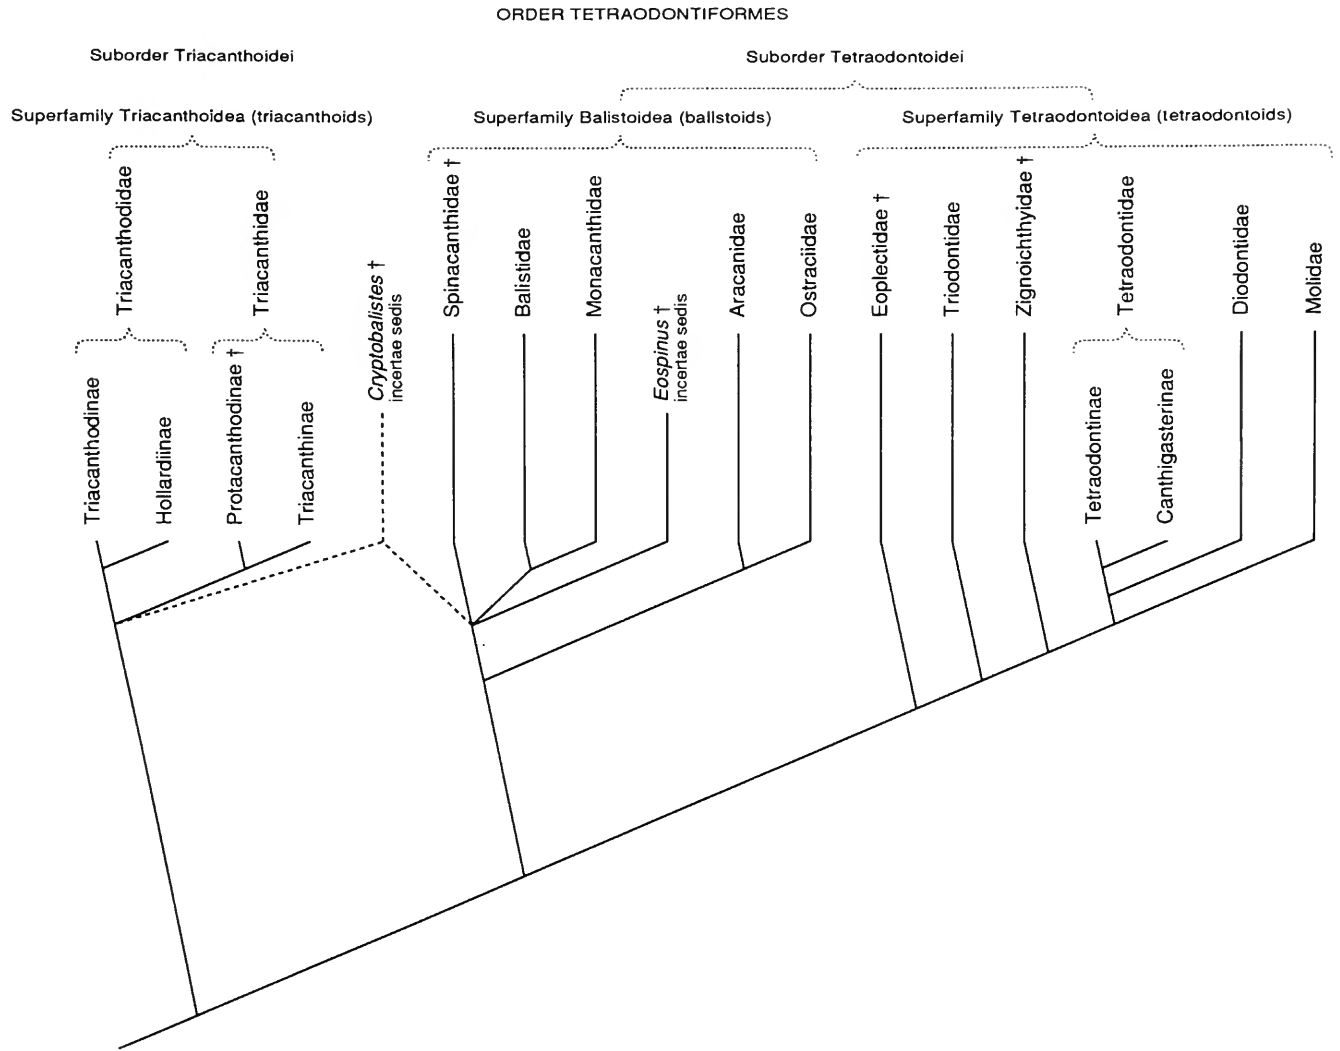 ORDER TETRAODONTIFORMES
Suborder Triacanthoidei
Suborder Tetraodontoidei
Superfamily Triacanthoidea (triacanthoids)
Superfamily Balistoidea (balistoids)
Superfamily Tetraodontoidea (tetraodontoids)
Triacanthodidae
Triacanthidae
Triacanthodinae
Hollardiinae
Protacanthodinae †
Triacanthinae
Cryptobalistes †
incertae sedis
Spinacanthidae †
Balistidae
Monacanthidae
Eospinus †
incertae sedis
Aracanidae
Ostraciidae
Eoplectidae †
Triodontidae
Zignoichthyidae †
Tetraodontidae
Tetraodontinae
Canthigasterinae
Diodontidae
Molidae